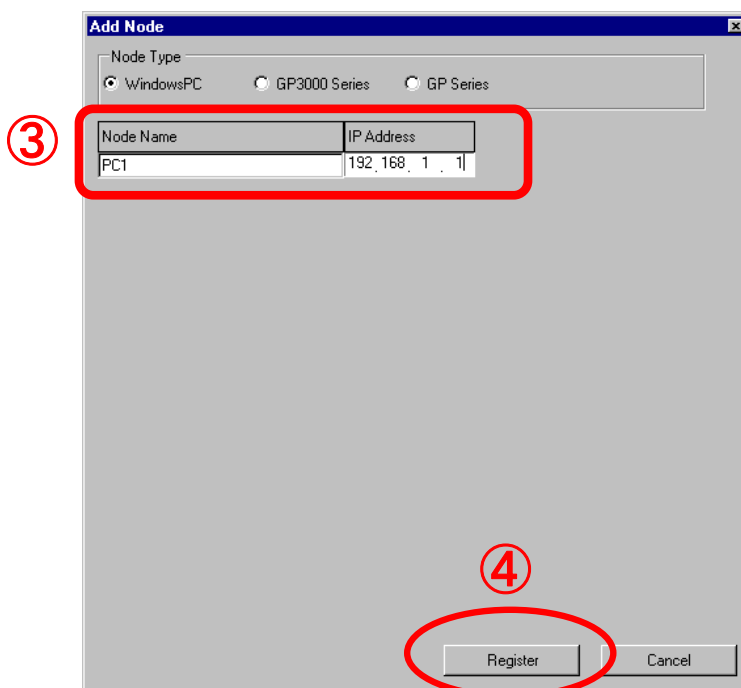 Add Node
Node Type
WindowsPC GP3000 Series GP Series
③
Node Name IP Address
PC1 192.168. 1 . 1
④
Register Cancel